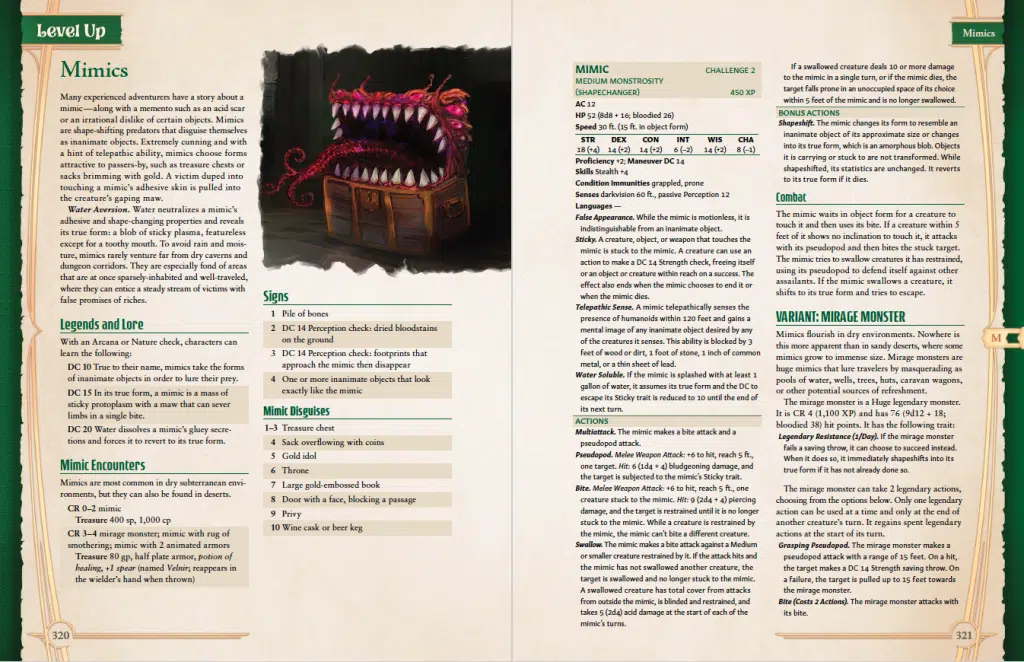 Level Up
Mimics
Many experienced adventurers have a story about a
mimic—along with a memento such as an acid scar
or an irrational dislike of certain objects. Mimics
are shape-shifting predators that disguise themselves
as inanimate objects. Extremely cunning and with
a hint of telepathic ability, mimics choose forms
attractive to passers-by, such as treasure chests or
sacks brimming with gold. A victim duped into
touching a mimic's adhesive skin is pulled into
the creature's gaping maw.
Water Aversion. Water neutralizes a mimic's
adhesive and shape-changing properties and reveals
its true form: a blob of sticky plasma, featureless
except for a toothy mouth. To avoid rain and mois-
ture, mimics rarely venture far from dry caverns and
dungeon corridors. They are especially fond of areas
that are at once sparsely-inhabited and well-traveled,
where they can entice a steady stream of victims with
false promises of riches.
Legends and Lore
With an Arcana or Nature check, characters can
learn the following:
DC 10 True to their name, mimics take the forms
of inanimate objects in order to lure their prey.
DC 15 In its true form, a mimic is a mass of
sticky protoplasm with a maw that can sever
limbs in a single bite.
DC 20 Water dissolves a mimic's gluey secre-
tions and forces it to revert to its true form.
Mimic Encounters
Mimics are most common in dry subterranean envi-
ronments, but they can also be found in deserts.
CR 0–2 mimic
Treasure 400 sp, 1,000 cp
CR 3–4 mirage monster; mimic with rug of
smothering; mimic with 2 animated armors
Treasure 80 gp, half plate armor, potion of
healing, +1 spear (named Velnir; reappears in
the wielder's hand when thrown)
320
Signs
1 Pile of bones
2 DC 14 Perception check: dried bloodstains
on the ground
3 DC 14 Perception check: footprints that
approach the mimic then disappear
4 One or more inanimate objects that look
exactly like the mimic
Mimic Disguises
1–3 Treasure chest
4 Sack overflowing with coins
5 Gold idol
6 Throne
7 Large gold-embossed book
8 Door with a face, blocking a passage
9 Privy
10 Wine cask or beer keg
MIMIC CHALLENGE 2
MEDIUM MONSTROSITY
(SHAPECHANGER) 450 XP
AC 12
HP 52 (8d8 + 16; bloodied 26)
Speed 30 ft. (15 ft. in object form)
STR DEX CON INT WIS CHA
18 (+4) 14 (+2) 14 (+2) 6 (–2) 14 (+2) 8 (–1)
Proficiency +2; Maneuver DC 14
Skills Stealth +4
Condition Immunities grappled, prone
Senses darkvision 60 ft., passive Perception 12
Languages —
False Appearance. While the mimic is motionless, it is
indistinguishable from an inanimate object.
Sticky. A creature, object, or weapon that touches the
mimic is stuck to the mimic. A creature can use an
action to make a DC 14 Strength check, freeing itself
or an object or creature within reach on a success. The
effect also ends when the mimic chooses to end it or
when the mimic dies.
Telepathic Sense. A mimic telepathically senses the
presence of humanoids within 120 feet and gains a
mental image of any inanimate object desired by any
of the creatures it senses. This ability is blocked by 3
feet of wood or dirt, 1 foot of stone, 1 inch of common
metal, or a thin sheet of lead.
Water Soluble. If the mimic is splashed with at least 1
gallon of water, it assumes its true form and the DC to
escape its Sticky trait is reduced to 10 until the end of
its next turn.
ACTIONS
Multiattack. The mimic makes a bite attack and a
pseudopod attack.
Pseudopod. Melee Weapon Attack: +6 to hit, reach 5 ft.,
one target. Hit: 6 (1d4 + 4) bludgeoning damage, and
the target is subjected to the mimic's Sticky trait.
Bite. Melee Weapon Attack: +6 to hit, reach 5 ft., one
creature stuck to the mimic. Hit: 9 (2d4 + 4) piercing
damage, and the target is restrained until it is no longer
stuck to the mimic. While a creature is restrained by
the mimic, the mimic can't bite a different creature.
Swallow. The mimic makes a bite attack against a Medium
or smaller creature restrained by it. If the attack hits and
the mimic has not swallowed another creature, the
target is swallowed and no longer stuck to the mimic.
A swallowed creature has total cover from attacks
from outside the mimic, is blinded and restrained, and
takes 5 (2d4) acid damage at the start of each of the
mimic's turns.
Mimics
If a swallowed creature deals 10 or more damage
to the mimic in a single turn, or if the mimic dies, the
target falls prone in an unoccupied space of its choice
within 5 feet of the mimic and is no longer swallowed.
BONUS ACTIONS
Shapeshift. The mimic changes its form to resemble an
inanimate object of its approximate size or changes
into its true form, which is an amorphous blob. Objects
it is carrying or stuck to are not transformed. While
shapeshifted, its statistics are unchanged. It reverts
to its true form if it dies.
Combat
The mimic waits in object form for a creature to
touch it and then uses its bite. If a creature within 5
feet of it shows no inclination to touch it, it attacks
with its pseudopod and then bites the stuck target.
The mimic tries to swallow creatures it has restrained,
using its pseudopod to defend itself against other
assailants. If the mimic swallows a creature, it
shifts to its true form and tries to escape.
VARIANT: MIRAGE MONSTER
Mimics flourish in dry environments. Nowhere is
this more apparent than in sandy deserts, where some
mimics grow to immense size. Mirage monsters are
huge mimics that lure travelers by masquerading as
pools of water, wells, trees, huts, caravan wagons,
or other potential sources of refreshment.
The mirage monster is a Huge legendary monster.
It is CR 4 (1,100 XP) and has 76 (9d12 + 18;
bloodied 38) hit points. It has the following trait:
Legendary Resistance (1/Day). If the mirage monster
fails a saving throw, it can choose to succeed instead.
When it does so, it immediately shapeshifts into its
true form if it has not already done so.
The mirage monster can take 2 legendary actions,
choosing from the options below. Only one legendary
action can be used at a time and only at the end of
another creature's turn. It regains spent legendary
actions at the start of its turn.
Grasping Pseudopod. The mirage monster makes a
pseudopod attack with a range of 15 feet. On a hit,
the target makes a DC 14 Strength saving throw. On
a failure, the target is pulled up to 15 feet towards
the mirage monster.
Bite (Costs 2 Actions). The mirage monster attacks with
its bite.
M
321